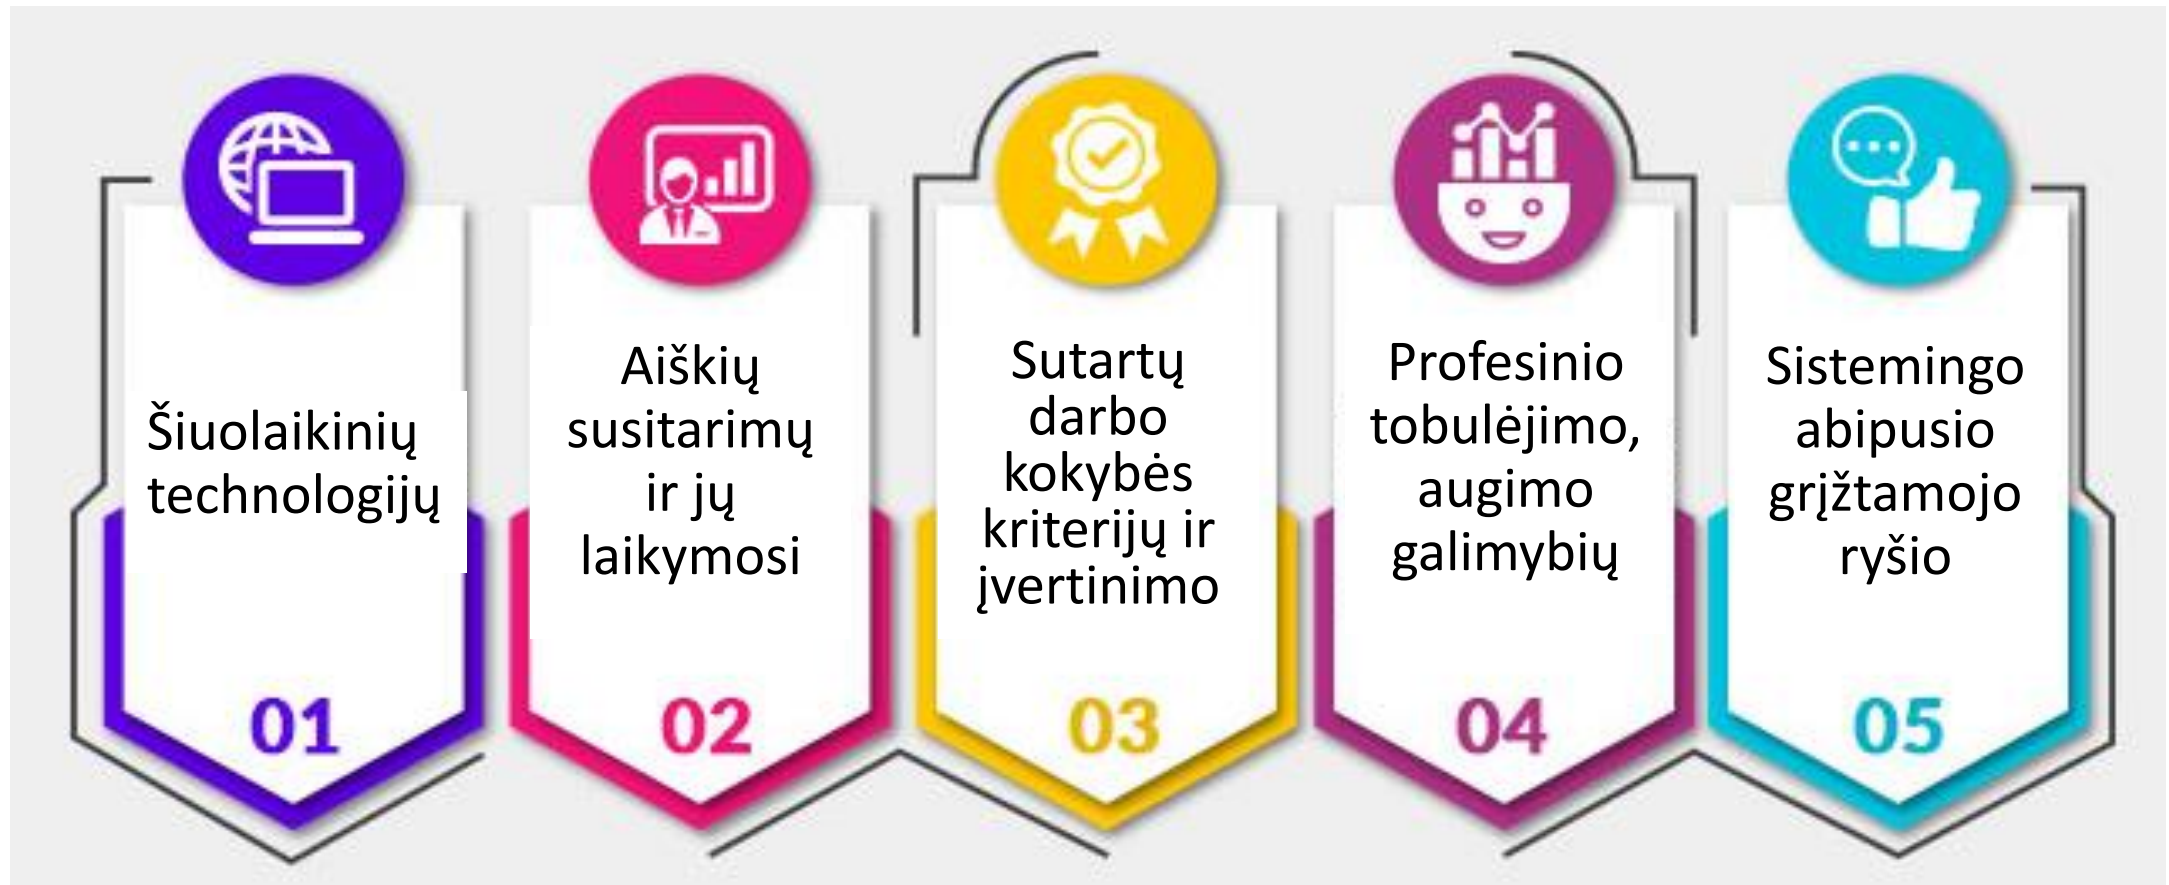 Šiuolaikinių
technologijų
01
Aiškių
susitarimų
ir jų
laikymosi
02
Sutartų
darbo
kokybės
kriterijų ir
įvertinimo
03
Profesinio
tobulėjimo,
augimo
galimybių
04
Sistemingo
abipusio
grįžtamojo
ryšio
05